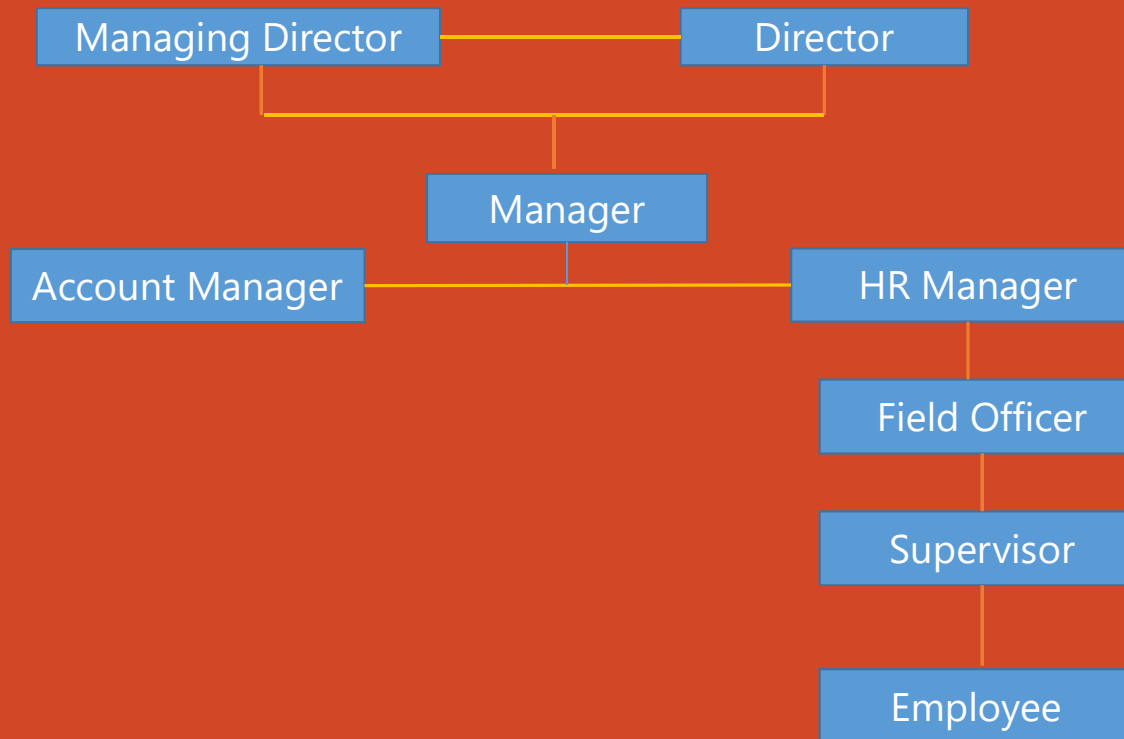 Managing Director
Director
Manager
Account Manager
HR Manager
Field Officer
Supervisor
Employee